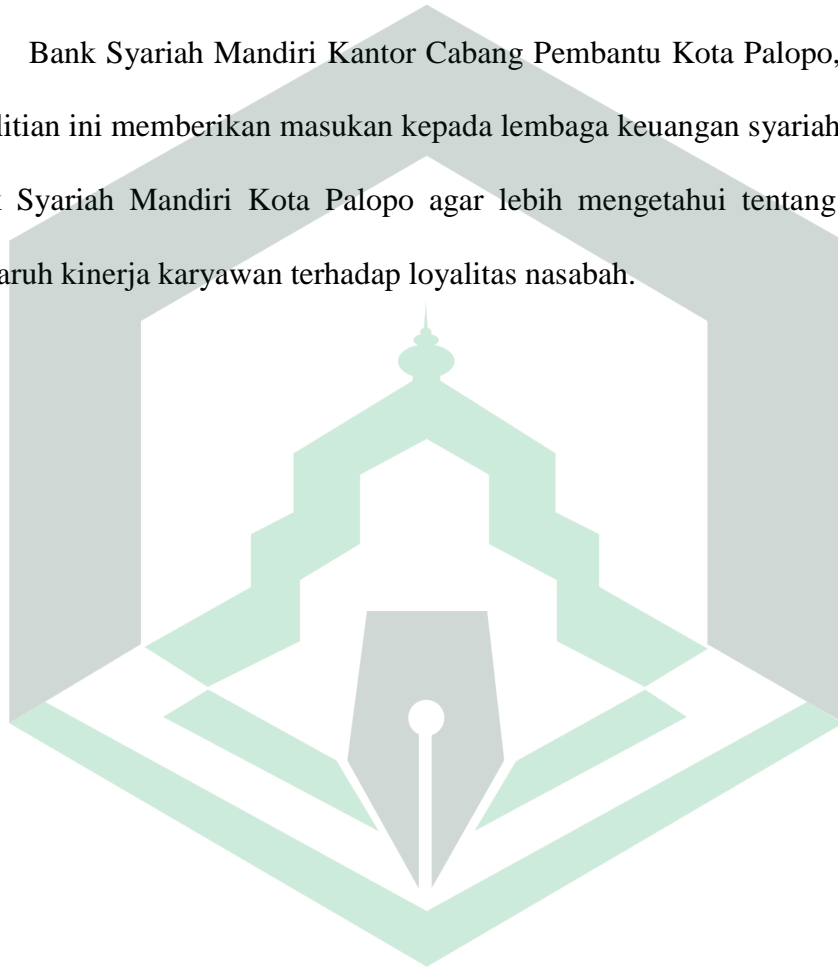 Bank Syariah Mandiri Kantor Cabang Pembantu Kota Palopo,
litian ini memberikan masukan kepada lembaga keuangan syariah
Syariah Mandiri Kota Palopo agar lebih mengetahui tentang
aruh kinerja karyawan terhadap loyalitas nasabah.